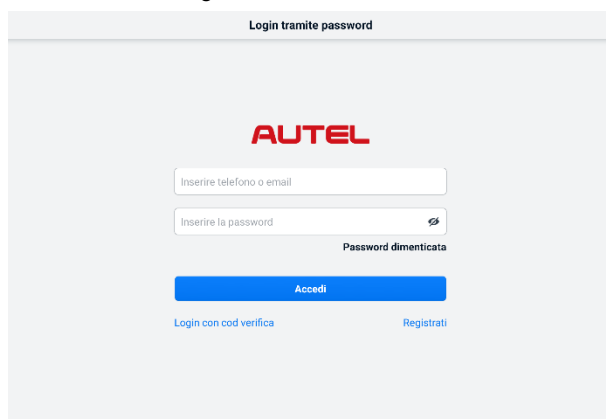 Login tramite password
AUTEL
Inserire telefono o email
Inserire la password
Password dimenticata
Accedi
Login con cod verifica
Registrati